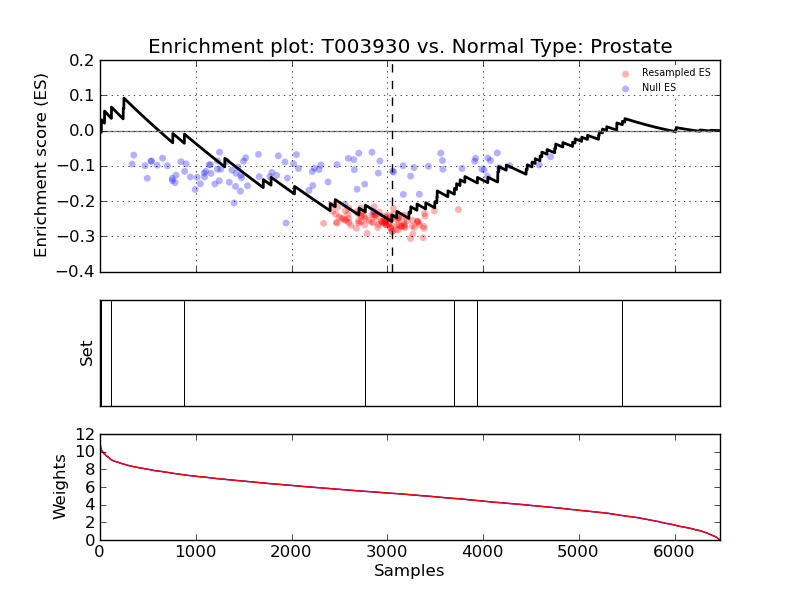 Enrichment plot: T003930 vs. Normal Type: Prostate
Enrichment score (ES)
0.2
0.1
0.0
−0.1
−0.2
−0.3
−0.4
Resampled ES
Null ES
Set
Weights
12
10
8
6
4
2
0
0 1000 2000 3000 4000 5000 6000
Samples